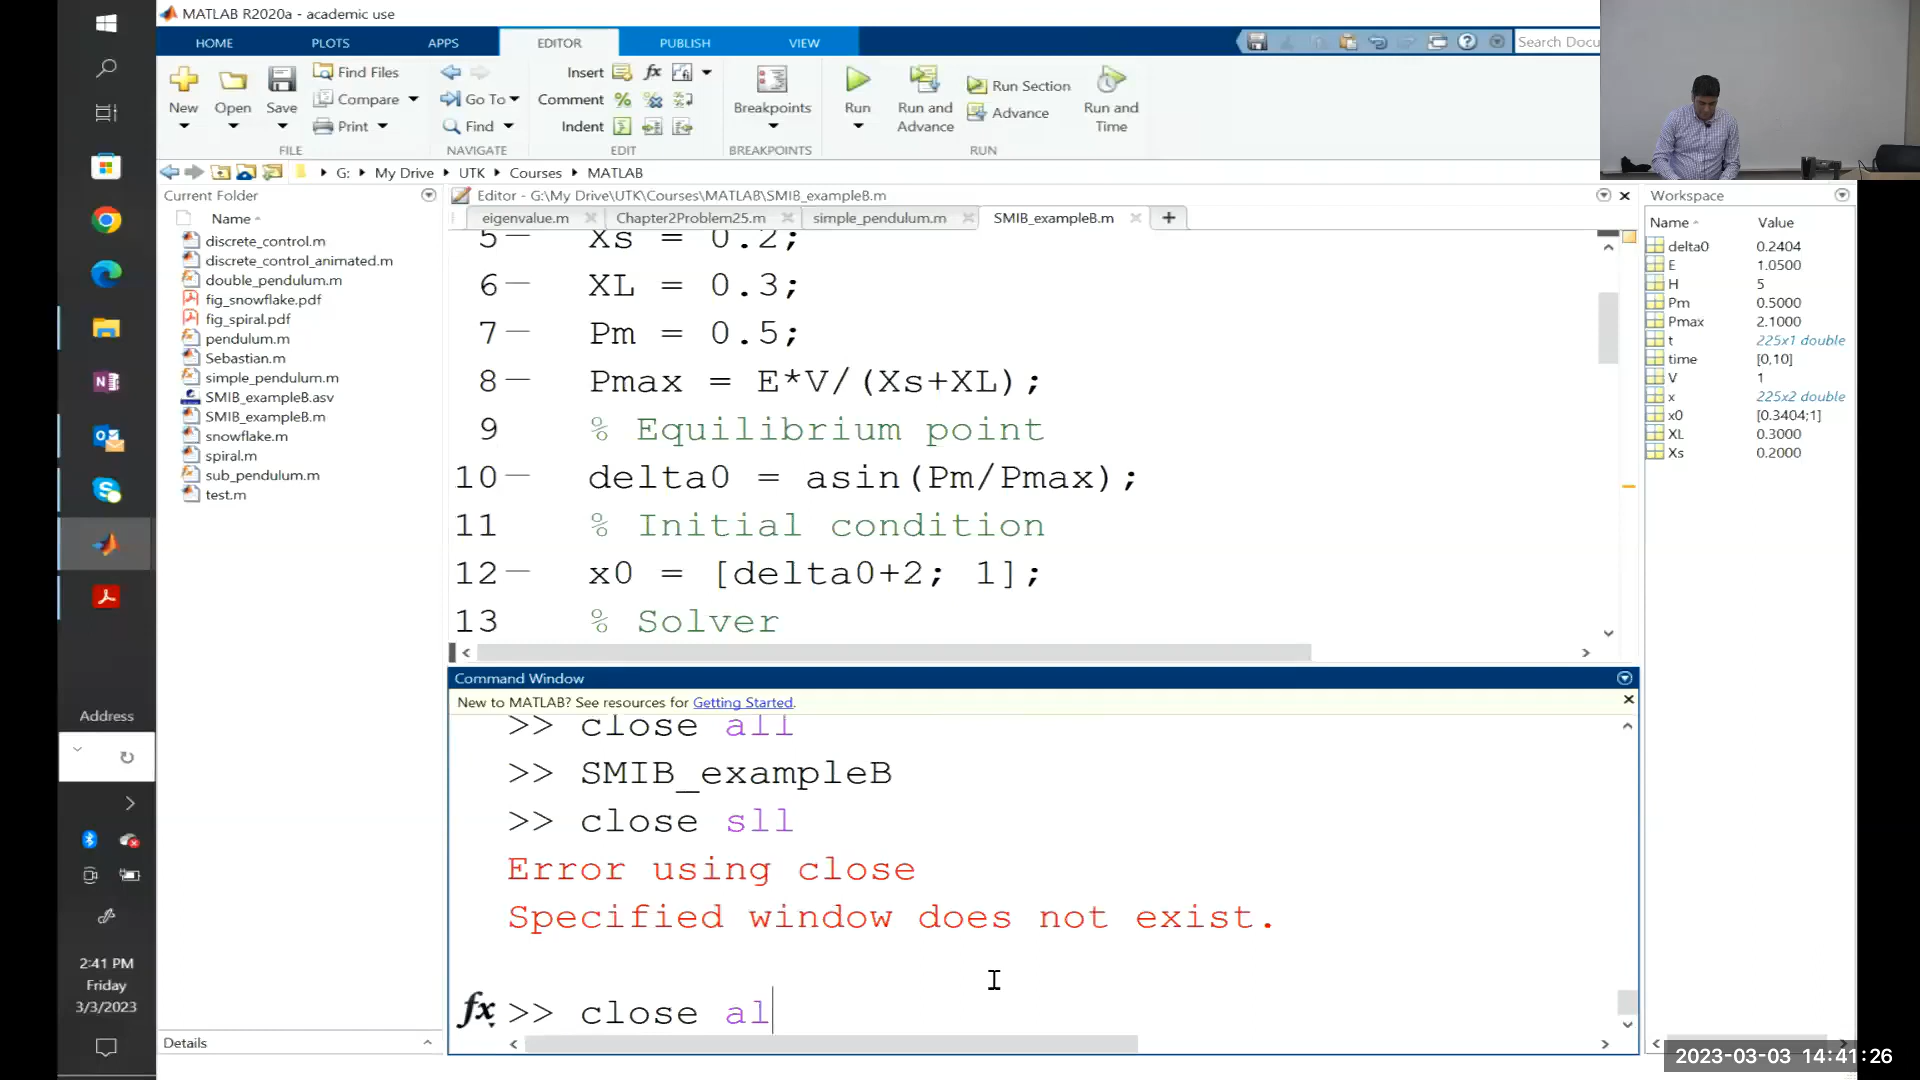 MATLAB R2020a - academic use
HOME PLOTS APPS EDITOR PUBLISH VIEW
Search Docu
New Open Save
Find Files
Compare
Print
FILE
Go To
Find
NAVIGATE
Insert fx
Comment
Indent
EDIT
Breakpoints
BREAKPOINTS
Run
Run and Advance
Run Section
Advance
Run and Time
RUN
G: My Drive UTK Courses MATLAB
Current Folder
Name
discrete_control.m
discrete_control_animated.m
double_pendulum.m
fig_snowflake.pdf
fig_spiral.pdf
pendulum.m
Sebastian.m
simple_pendulum.m
SMIB_exampleB.asv
SMIB_exampleB.m
snowflake.m
spiral.m
sub_pendulum.m
test.m
Details
Editor - G:\My Drive\UTK\Courses\MATLAB\SMIB_exampleB.m
eigenvalue.m Chapter2Problem25.m simple_pendulum.m SMIB_exampleB.m
5 Xs = 0.2;
6 XL = 0.3;
7 Pm = 0.5;
8 Pmax = E*V/(Xs+XL);
9 % Equilibrium point
10 delta0 = asin(Pm/Pmax);
11 % Initial condition
12 x0 = [delta0+2; 1];
13 % Solver
Command Window
New to MATLAB? See resources for Getting Started.
>> close all
>> SMIB_exampleB
>> close sll
Error using close
Specified window does not exist.
fx >> close al
Workspace
Name Value
delta0 0.2404
E 1.0500
H 5
Pm 0.5000
Pmax 2.1000
t 225x1 double
time [0,10]
V 1
x 225x2 double
x0 [0.3404;1]
XL 0.3000
Xs 0.2000
Address
2:41 PM
Friday
3/3/2023
2023-03-03 14:41:26